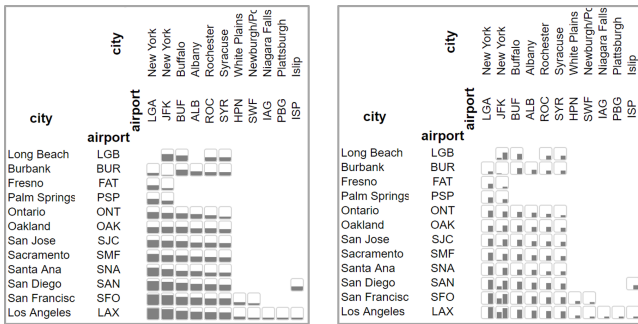 city
New York
New York
Buffalo
Albany
Rochester
Syracuse
White Plains
Newburgh/Pc
Niagara Falls
Plattsburgh
Islip
city
airport
airport
LGA
JFK
BUF
ALB
ROC
SYR
HPN
SWF
IAG
PBG
ISP
Long Beach LGB
Burbank BUR
Fresno FAT
Palm Springs PSP
Ontario ONT
Oakland OAK
San Jose SJC
Sacramento SMF
Santa Ana SNA
San Diego SAN
San Francisc SFO
Los Angeles LAX
city
New York
New York
Buffalo
Albany
Rochester
Syracuse
White Plains
Newburgh/Pc
Niagara Falls
Plattsburgh
Islip
city
airport
airport
LGA
JFK
BUF
ALB
ROC
SYR
HPN
SWF
IAG
PBG
ISP
Long Beach LGB
Burbank BUR
Fresno FAT
Palm Springs PSP
Ontario ONT
Oakland OAK
San Jose SJC
Sacramento SMF
Santa Ana SNA
San Diego SAN
San Francisc SFO
Los Angeles LAX